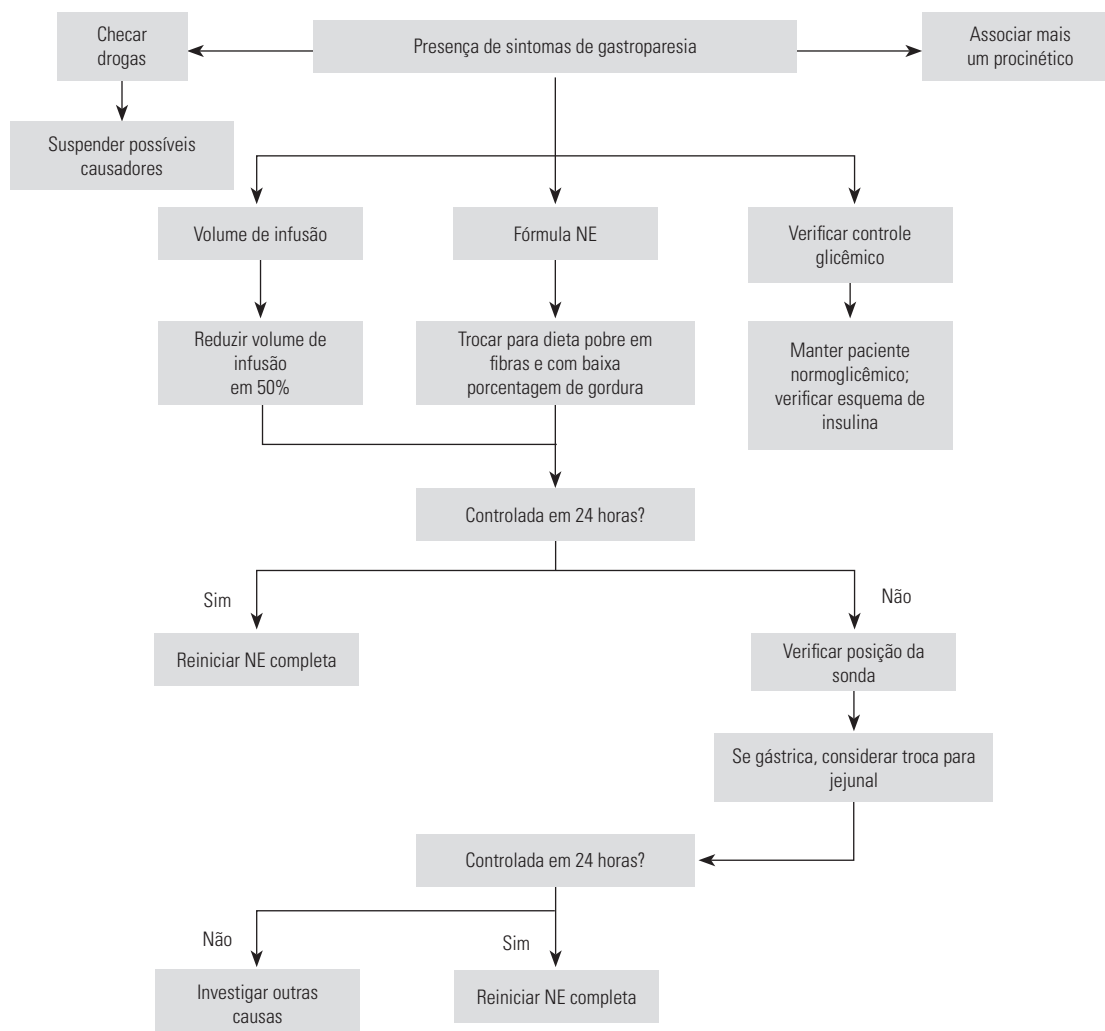 Checar
drogas
Presença de sintomas de gastroparesia
Associar mais
um procinético
Suspender possíveis
causadores
Volume de infusão
Fórmula NE
Verificar controle
glicêmico
Reduzir volume de
infusão
em 50%
Trocar para dieta pobre em
fibras e com baixa
porcentagem de gordura
Manter paciente
normoglicêmico;
verificar esquema de
insulina
Controlada em 24 horas?
Sim
Não
Reiniciar NE completa
Verificar posição da
sonda
Se gástrica, considerar troca para
jejunal
Controlada em 24 horas?
Não
Sim
Investigar outras
causas
Reiniciar NE completa